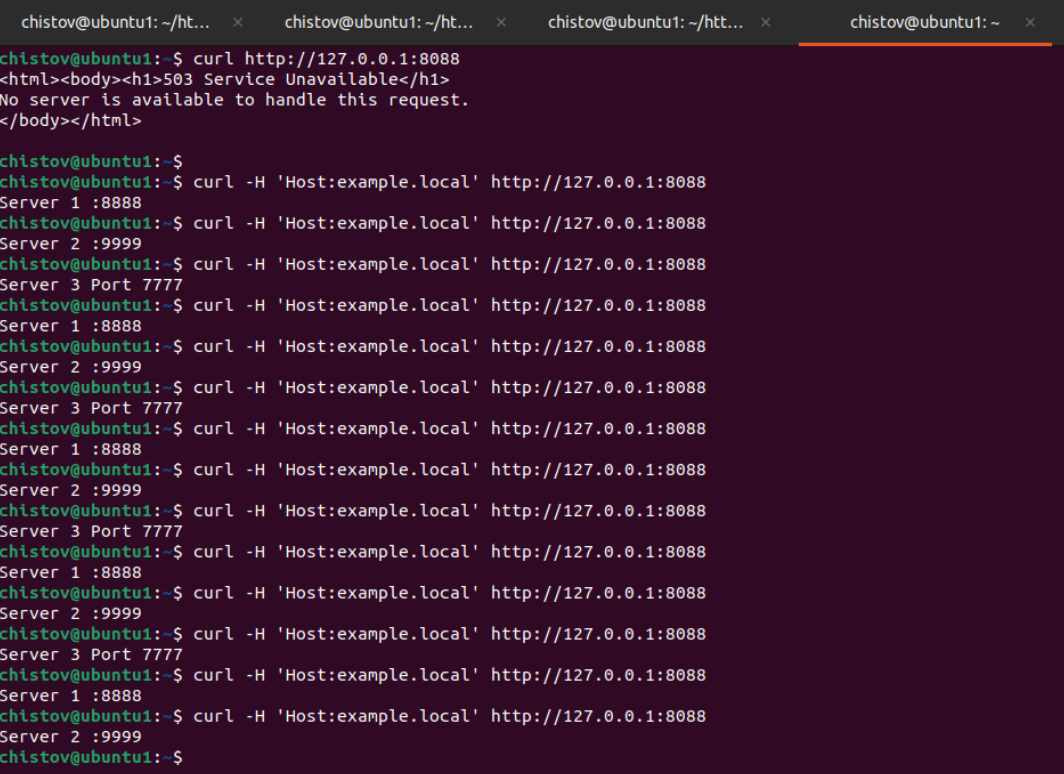 chistov@ubuntu1: ~/ht... × chistov@ubuntu1: ~/ht... × chistov@ubuntu1: ~/htt... × chistov@ubuntu1: ~ ×
chistov@ubuntu1:~$ curl http://127.0.0.1:8088
<html><body><h1>503 Service Unavailable</h1>
No server is available to handle this request.
</body></html>
chistov@ubuntu1:~$
chistov@ubuntu1:~$ curl -H 'Host:example.local' http://127.0.0.1:8088
Server 1 :8888
chistov@ubuntu1:~$ curl -H 'Host:example.local' http://127.0.0.1:8088
Server 2 :9999
chistov@ubuntu1:~$ curl -H 'Host:example.local' http://127.0.0.1:8088
Server 3 Port 7777
chistov@ubuntu1:~$ curl -H 'Host:example.local' http://127.0.0.1:8088
Server 1 :8888
chistov@ubuntu1:~$ curl -H 'Host:example.local' http://127.0.0.1:8088
Server 2 :9999
chistov@ubuntu1:~$ curl -H 'Host:example.local' http://127.0.0.1:8088
Server 3 Port 7777
chistov@ubuntu1:~$ curl -H 'Host:example.local' http://127.0.0.1:8088
Server 1 :8888
chistov@ubuntu1:~$ curl -H 'Host:example.local' http://127.0.0.1:8088
Server 2 :9999
chistov@ubuntu1:~$ curl -H 'Host:example.local' http://127.0.0.1:8088
Server 3 Port 7777
chistov@ubuntu1:~$ curl -H 'Host:example.local' http://127.0.0.1:8088
Server 1 :8888
chistov@ubuntu1:~$ curl -H 'Host:example.local' http://127.0.0.1:8088
Server 2 :9999
chistov@ubuntu1:~$ curl -H 'Host:example.local' http://127.0.0.1:8088
Server 3 Port 7777
chistov@ubuntu1:~$ curl -H 'Host:example.local' http://127.0.0.1:8088
Server 1 :8888
chistov@ubuntu1:~$ curl -H 'Host:example.local' http://127.0.0.1:8088
Server 2 :9999
chistov@ubuntu1:~$